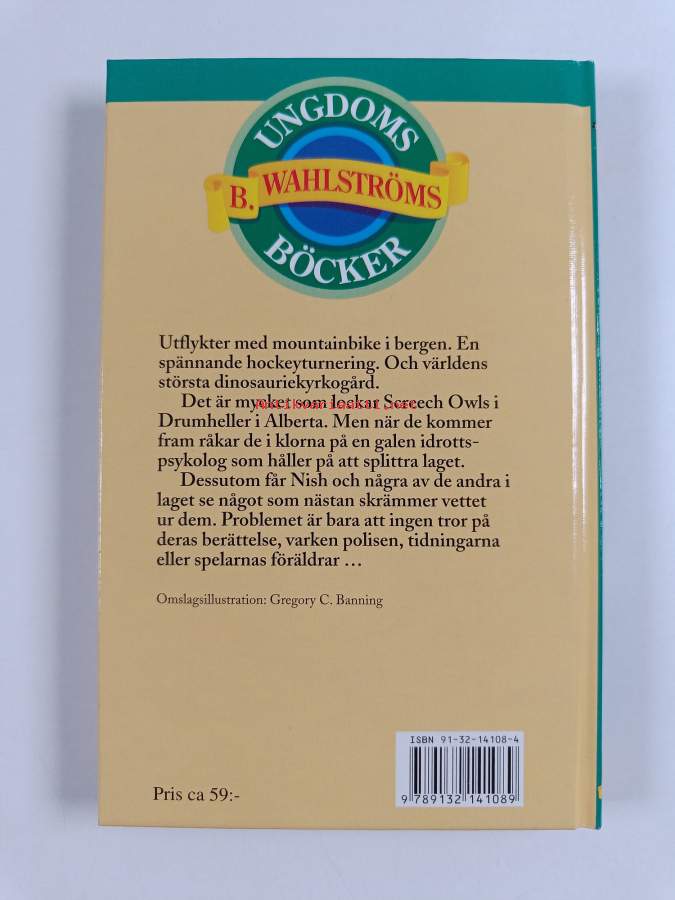 UNGDOMS
B. WAHLSTRÖMS
BÖCKER
Utflykter med mountainbike i bergen. En
spännande hockeyturnering. Och världens
största dinosauriekyrkogård.
Det är mycket som lockar Screech Owls i
Antikvariaatti.net
Drumheller i Alberta. Men när de kommer
fram råkar de i klorna på en galen idrotts-
psykolog som håller på att splittra laget.
Dessutom får Nish och några av de andra i
laget se något som nästan skrämmer vettet
ur dem. Problemet är bara att ingen tror på
deras berättelse, varken polisen, tidningarna
eller spelarnas föräldrar …
Omslagsillustration: Gregory C. Banning
ISBN 91-32-14108-4
9 789132 141089
Pris ca 59:-